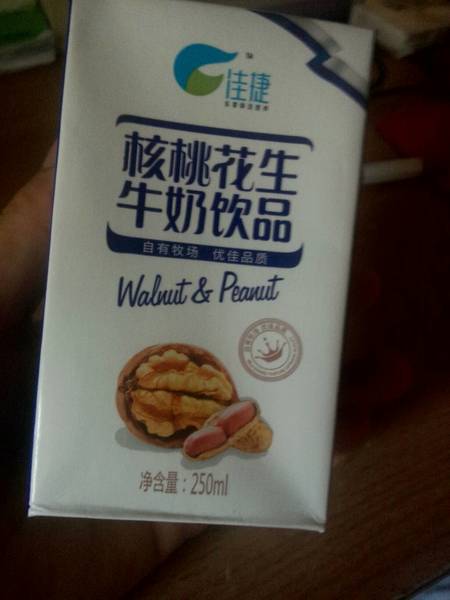 佳捷
核桃花生
牛奶饮品
自有牧场 优佳品质
Walnut & Peanut
净含量：250ml